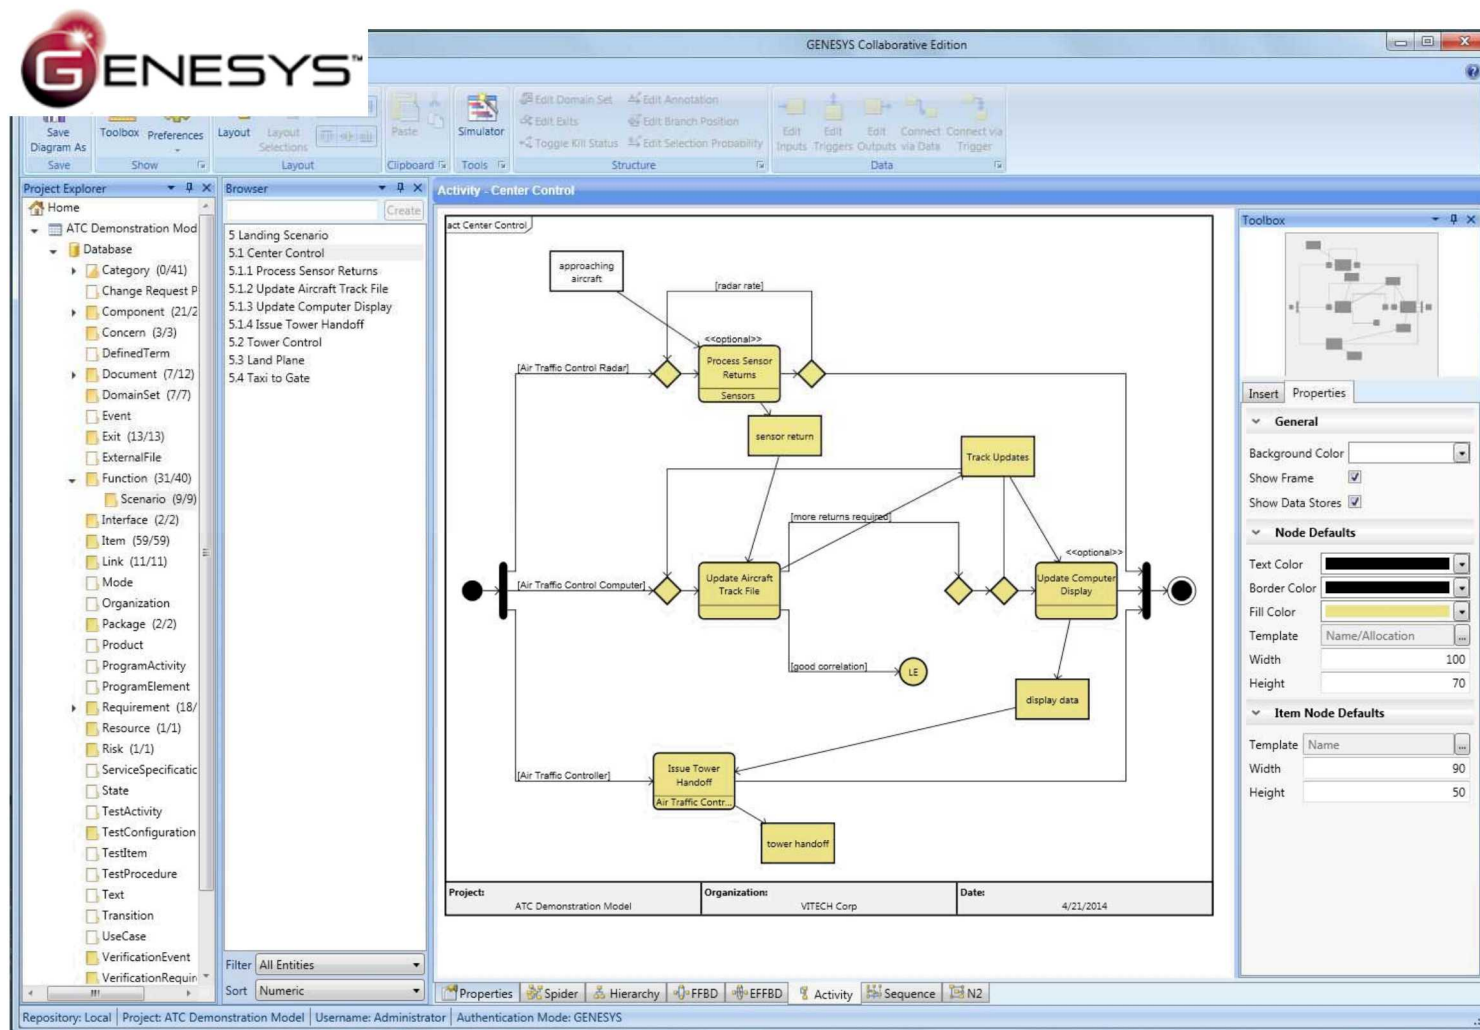 GENESYS™
GENESYS Collaborative Edition
Save Diagram As
Toolbox
Preferences
Layout
Layout Selections
Paste
Simulator
Edit Domain Set
Edit Annotation
Edit Exits
Edit Branch Position
Toggle Kill Status
Edit Selection Probability
Edit Inputs
Edit Triggers
Edit Outputs
Connect via Data
Connect via Trigger
Save
Show
Layout
Clipboard
Tools
Structure
Data
Project Explorer
Home
ATC Demonstration Mod
Database
Category (0/41)
Change Request P
Component (21/2
Concern (3/3)
DefinedTerm
Document (7/12)
DomainSet (7/7)
Event
Exit (13/13)
ExternalFile
Function (31/40)
Scenario (9/9)
Interface (2/2)
Item (59/59)
Link (11/11)
Mode
Organization
Package (2/2)
Product
ProgramActivity
ProgramElement
Requirement (18/
Resource (1/1)
Risk (1/1)
ServiceSpecificatic
State
TestActivity
TestConfiguration
TestItem
TestProcedure
Text
Transition
UseCase
VerificationEvent
VerificationRequire
Browser
Create
5 Landing Scenario
5.1 Center Control
5.1.1 Process Sensor Returns
5.1.2 Update Aircraft Track File
5.1.3 Update Computer Display
5.1.4 Issue Tower Handoff
5.2 Tower Control
5.3 Land Plane
5.4 Taxi to Gate
Filter All Entities
Sort Numeric
Activity - Center Control
act Center Control
approaching
aircraft
[radar rate]
<<optional>>
[Air Traffic Control Radar]
Process Sensor
Returns
Sensors
sensor return
Track Updates
[more returns required]
<<optional>>
[Air Traffic Control Computer]
Update Aircraft
Track File
Update Computer
Display
[good correlation]
LE
display data
[Air Traffic Controller]
Issue Tower
Handoff
Air Traffic Contr...
tower handoff
Project:
ATC Demonstration Model
Organization:
VITECH Corp
Date:
4/21/2014
Properties
Spider
Hierarchy
FFBD
EFFBD
Activity
Sequence
N2
Toolbox
Insert
Properties
General
Background Color
Show Frame
Show Data Stores
Node Defaults
Text Color
Border Color
Fill Color
Template Name/Allocation ...
Width 100
Height 70
Item Node Defaults
Template Name ...
Width 90
Height 50
Repository: Local
Project: ATC Demonstration Model
Username: Administrator
Authentication Mode: GENESYS